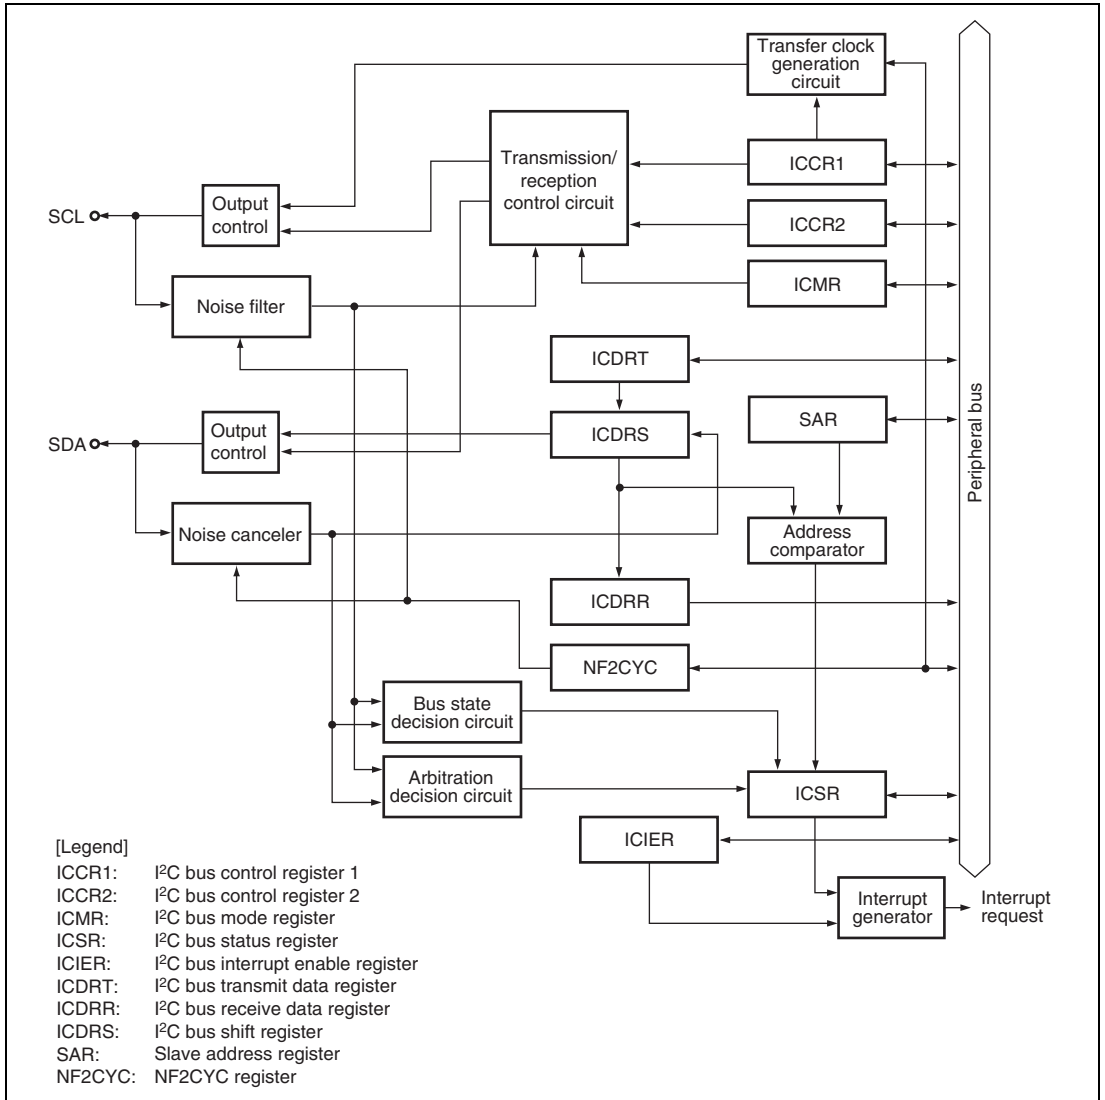 Transfer clock
generation
circuit
Transmission/
reception
control circuit
ICCR1
Output
control
SCL
ICCR2
ICMR
Noise filter
ICDRT
Peripheral bus
SAR
Output
control
SDA
ICDRS
Noise canceler
Address
comparator
ICDRR
NF2CYC
Bus state
decision circuit
Arbitration
decision circuit
ICSR
ICIER
Interrupt
generator
Interrupt
request
[Legend]
ICCR1: I2C bus control register 1
ICCR2: I2C bus control register 2
ICMR: I2C bus mode register
ICSR: I2C bus status register
ICIER: I2C bus interrupt enable register
ICDRT: I2C bus transmit data register
ICDRR: I2C bus receive data register
ICDRS: I2C bus shift register
SAR: Slave address register
NF2CYC: NF2CYC register